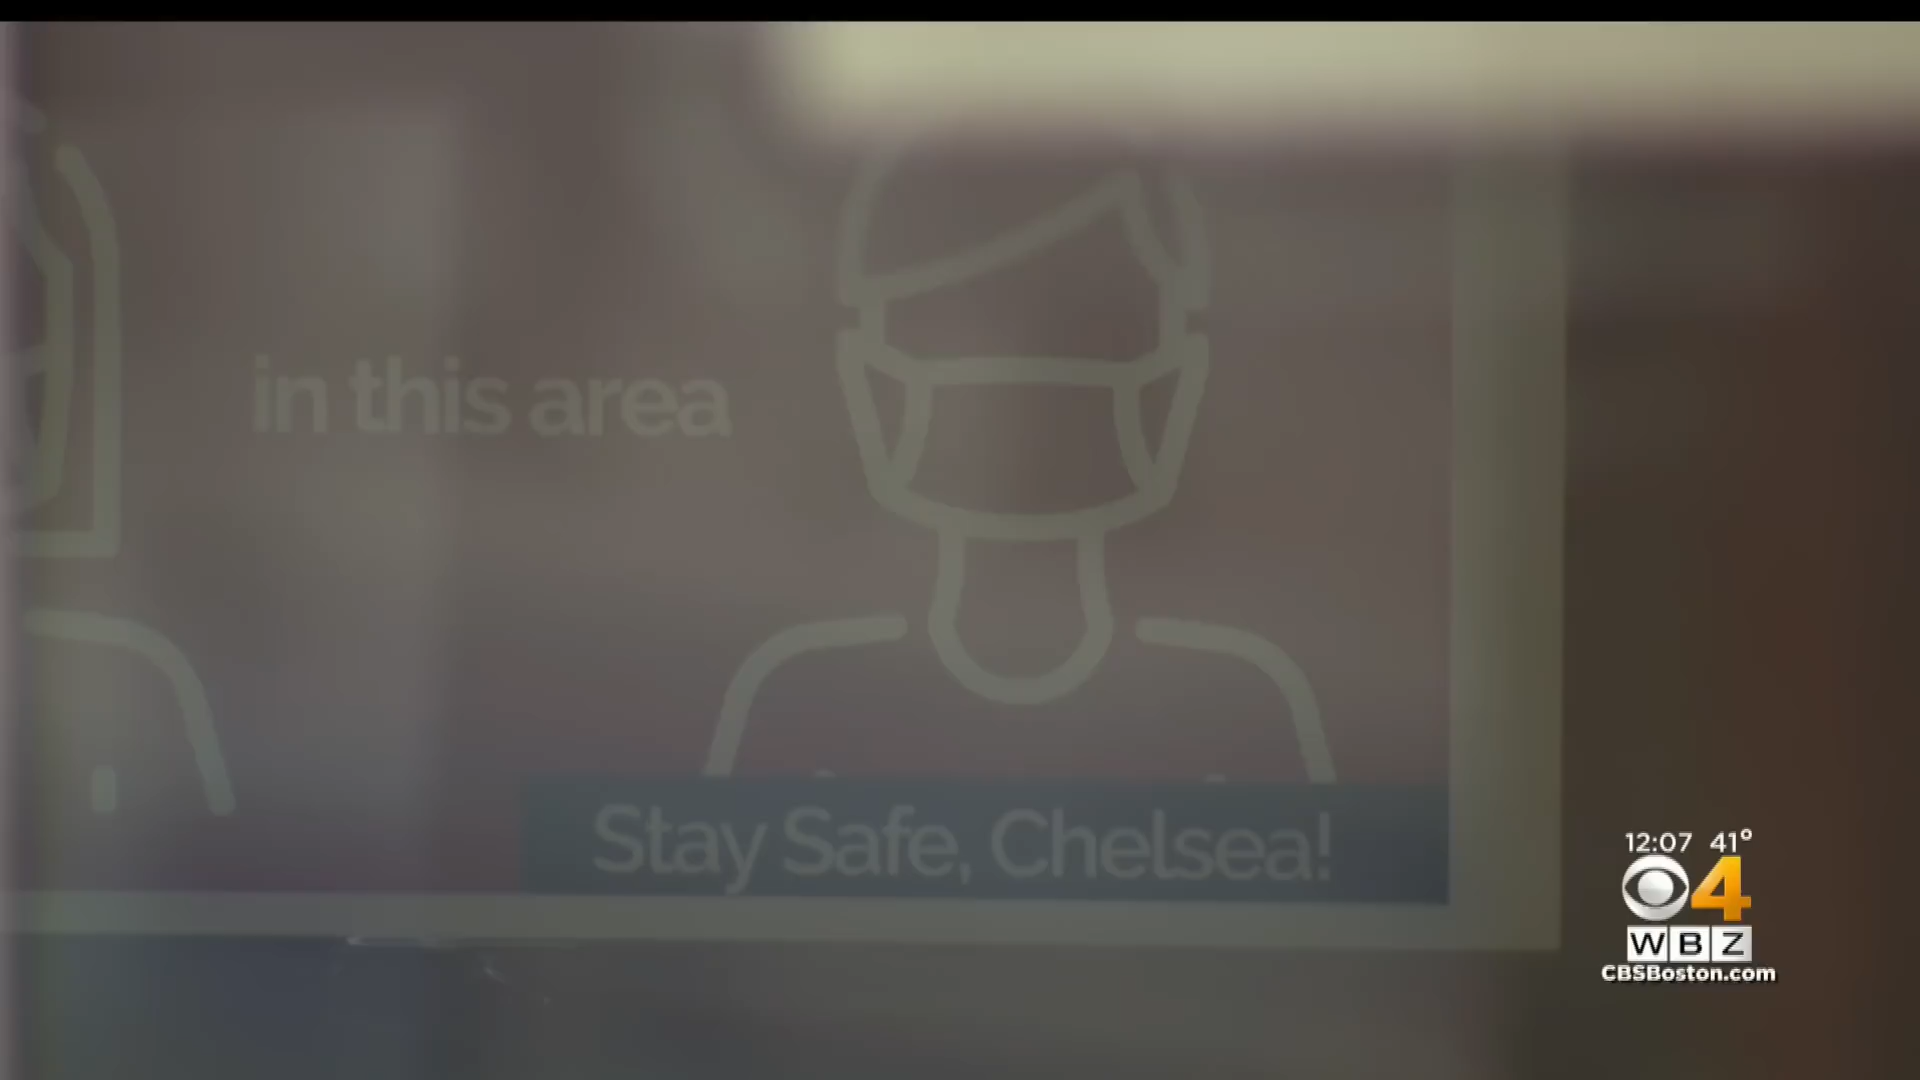 in this area
Stay Safe, Chelsea!
12:07 41°
4
WBZ
CBSBoston.com